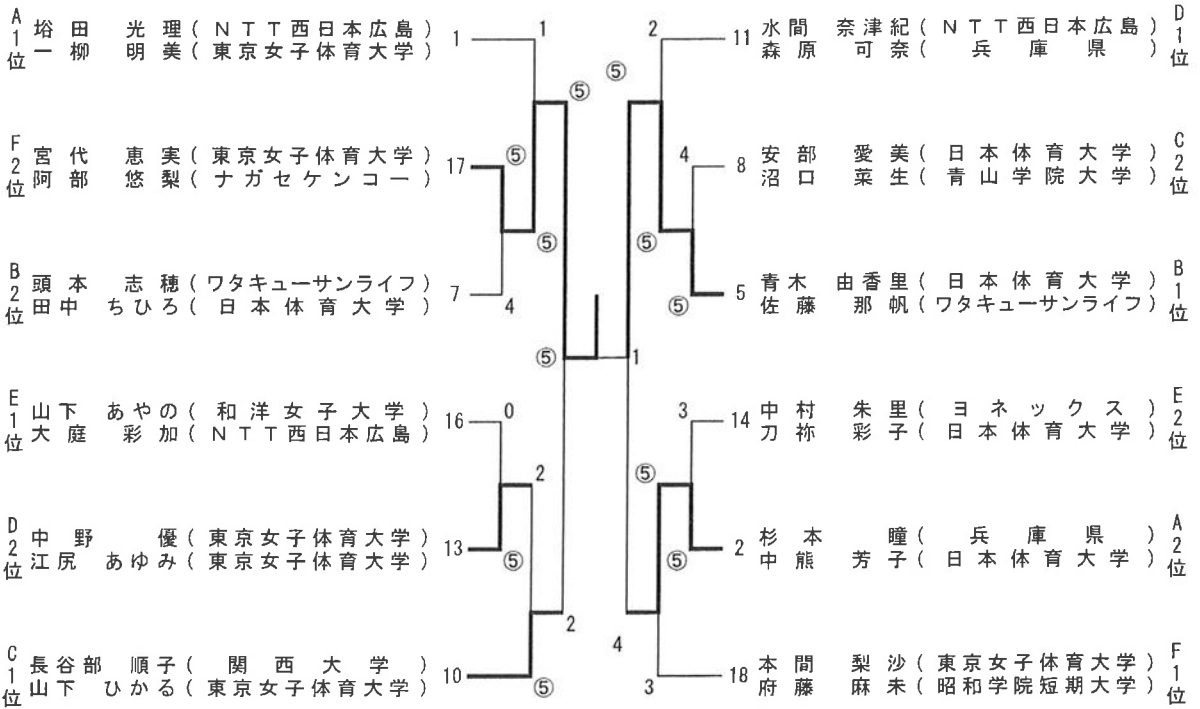 A1位
塔田 光理(NTT西日本広島) 1
一柳 明美(東京女子体育大学)
F2位
宮代 恵実(東京女子体育大学) 17
阿部 悠梨(ナガセケンコー)
B2位
頭本 志穂(ワタキューサンライフ) 7
田中 ちひろ(日本体育大学)
E1位
山下 あやの(和洋女子大学) 16
大庭 彩加(NTT西日本広島)
D2位
中野 優(東京女子体育大学) 13
江尻 あゆみ(東京女子体育大学)
C1位
長谷部 順子(関西大学) 10
山下 ひかる(東京女子体育大学)
1
⑤
⑤
⑤
4
⑤
0
2
⑤
2
⑤
2
⑤
4
⑤
⑤
1
3
⑤
⑤
4
3
11 水間 奈津紀(NTT西日本広島)
森原 可奈(兵庫県)
D1位
8 安部 愛美(日本体育大学)
沼口 菜生(青山学院大学)
C2位
5 青木 由香里(日本体育大学)
佐藤 那帆(ワタキューサンライフ)
B1位
14 中村 朱里(ヨネックス)
刀祢 彩子(日本体育大学)
E2位
2 杉本 瞳(兵庫県)
中熊 芳子(日本体育大学)
A2位
18 本間 梨沙(東京女子体育大学)
府藤 麻未(昭和学院短期大学)
F1位